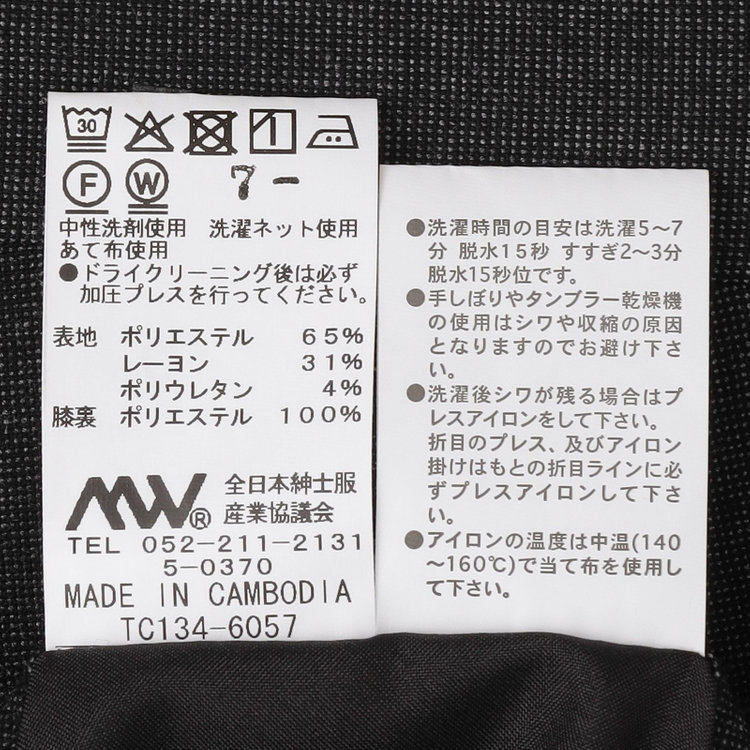 30
F W 7 -
中性洗剤使用 洗濯ネット使用
あて布使用
●ドライクリーニング後は必ず
加圧プレスを行ってください。
表地 ポリエステル 65%
レーヨン 31%
ポリウレタン 4%
膝裏 ポリエステル 100%
MW® 全日本紳士服
産業協議会
TEL 052-211-2131
5-0370
MADE IN CAMBODIA
TC134-6057
●洗濯時間の目安は洗濯5〜7
分 脱水15秒 すすぎ2〜3分
脱水15秒位です。
●手しぼりやタンブラー乾燥機
の使用はシワや収縮の原因
となりますのでお避け下さ
い。
●洗濯後シワが残る場合はプ
レスアイロンをして下さい。
折目のプレス、及びアイロン
掛けはもとの折目ラインに必
ずプレスアイロンして下さ
い。
●アイロンの温度は中温(140
〜160℃)で当て布を使用し
て下さい。